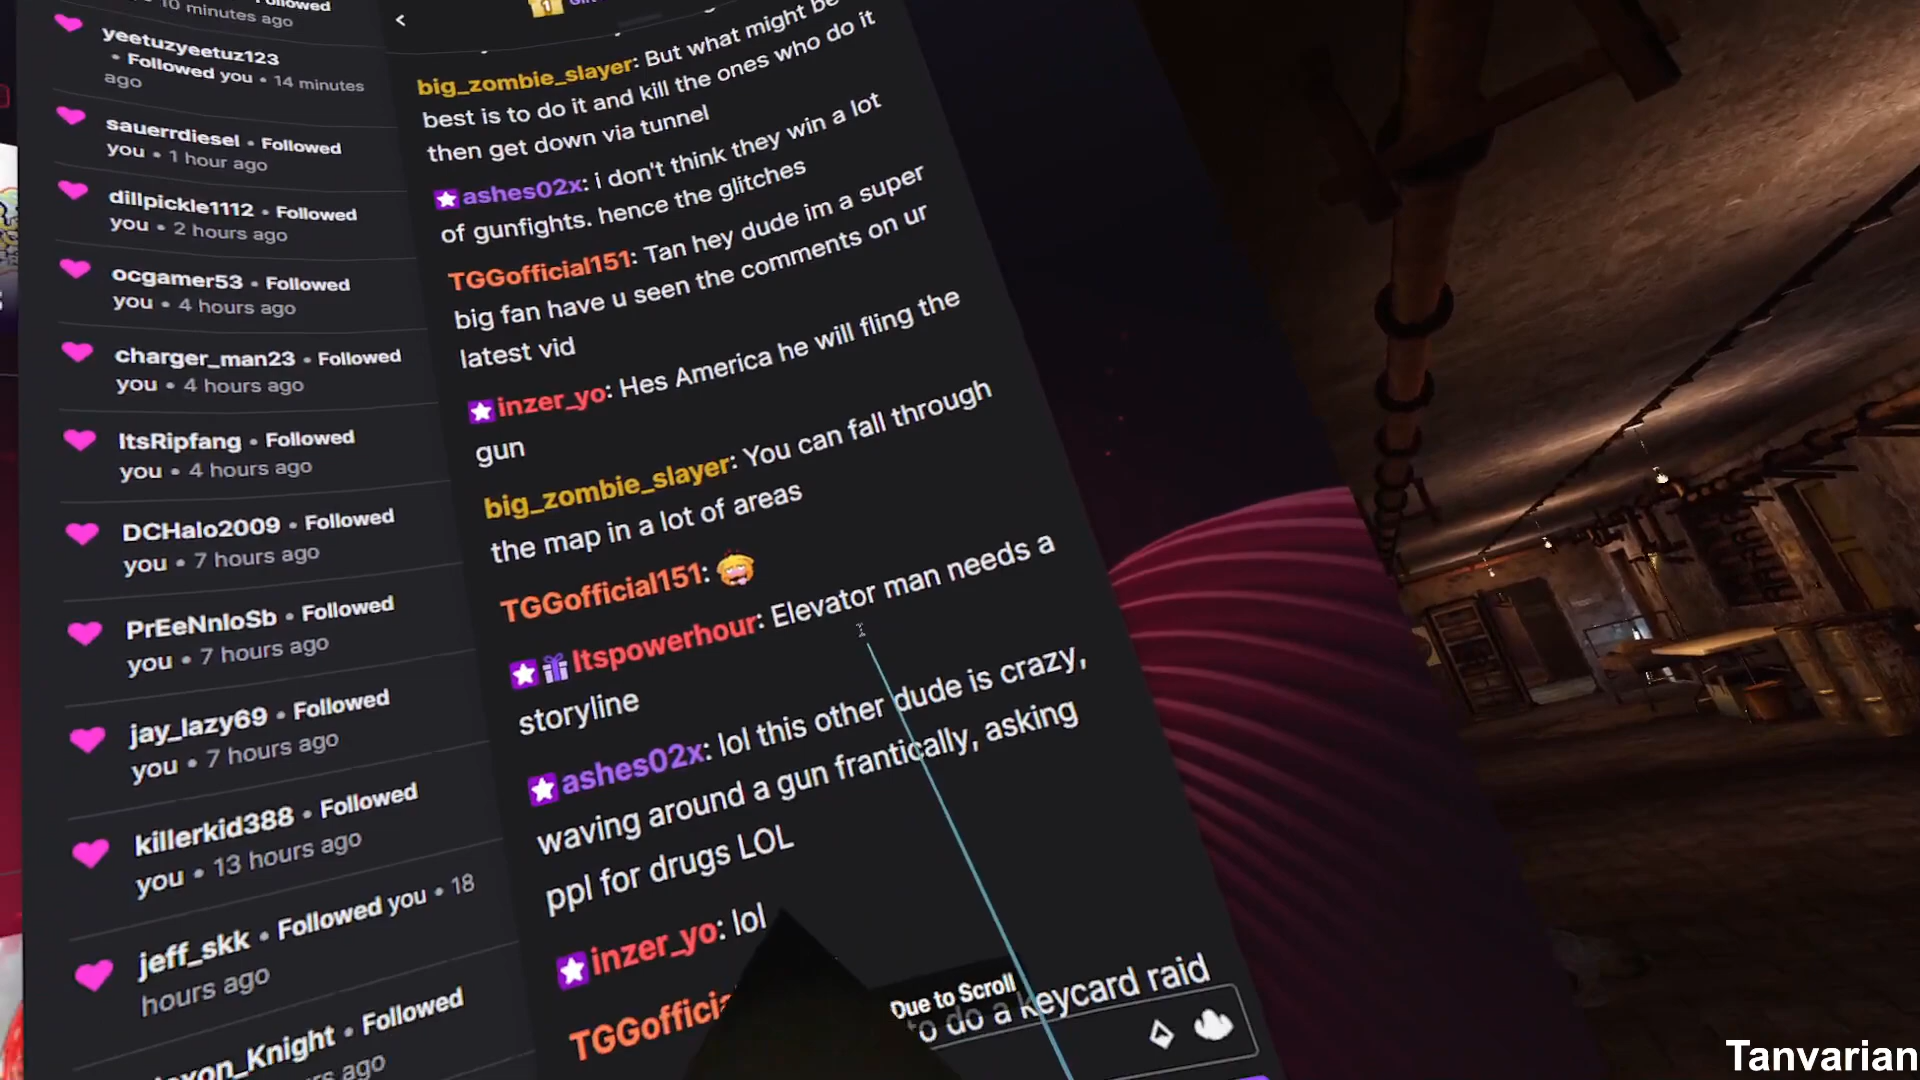 10 minutes ago
yeetuzyeetuz123
• Followed you • 14 minutes
ago
sauerrdiesel • Followed
you • 1 hour ago
dillpickle1112 • Followed
you • 2 hours ago
ocgamer53 • Followed
you • 4 hours ago
charger_man23 • Followed
you • 4 hours ago
ItsRipfang • Followed
you • 4 hours ago
DCHalo2009 • Followed
you • 7 hours ago
PrEeNnIoSb • Followed
you • 7 hours ago
jay_lazy69 • Followed
you • 7 hours ago
killerkid388 • Followed
you • 13 hours ago
jeff_skk • Followed you • 18
hours ago
Knight • Followed
ago
big_zombie_slayer: But what might be
best is to do it and kill the ones who do it
then get down via tunnel
ashes02x: i don't think they win a lot
of gunfights. hence the glitches
TGGofficial151: Tan hey dude im a super
big fan have u seen the comments on ur
latest vid
inzer_yo: Hes America he will fling the
gun
big_zombie_slayer: You can fall through
the map in a lot of areas
TGGofficial151:
Itspowerhour: Elevator man needs a
storyline
ashes02x: lol this other dude is crazy,
waving around a gun frantically, asking
ppl for drugs LOL
inzer_yo: lol
TGGofficia
Due to Scroll
to do a keycard raid
Tanvarian